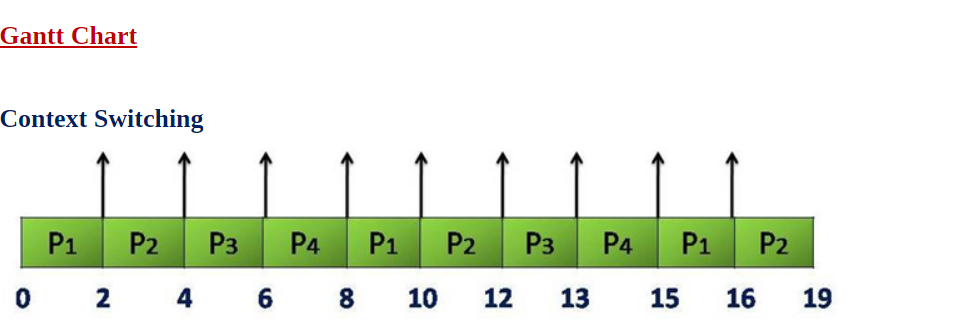 Gantt Chart
Context Switching
P1 P2 P3 P4 P1 P2 P3 P4 P1 P2
0 2 4 6 8 10 12 13 15 16 19